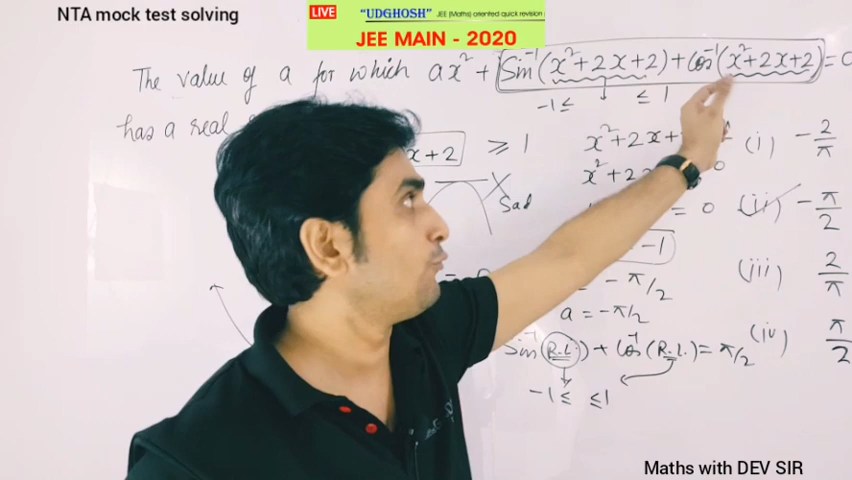 NTA mock test solving
LIVE "UDGHOSH" JEE (Maths) oriented quick revision
JEE MAIN - 2020
The value of a for which ax² + Sin⁻¹(x²+2x+2) + Cos⁻¹(x²+2x+2) = 0
has a real
-1 ≤ ≤ 1
x+2 ≥ 1
x²+2x+
(i) -2/π
x²+2
Sad
= 0
(ii) -π/2
-1
= -π/2
(iii) 2/π
a = -π/2
Sin⁻¹(R.L.) + Cos⁻¹(R.L.) = π/2
(iv) π/2
-1 ≤ ≤ 1
Maths with DEV SIR